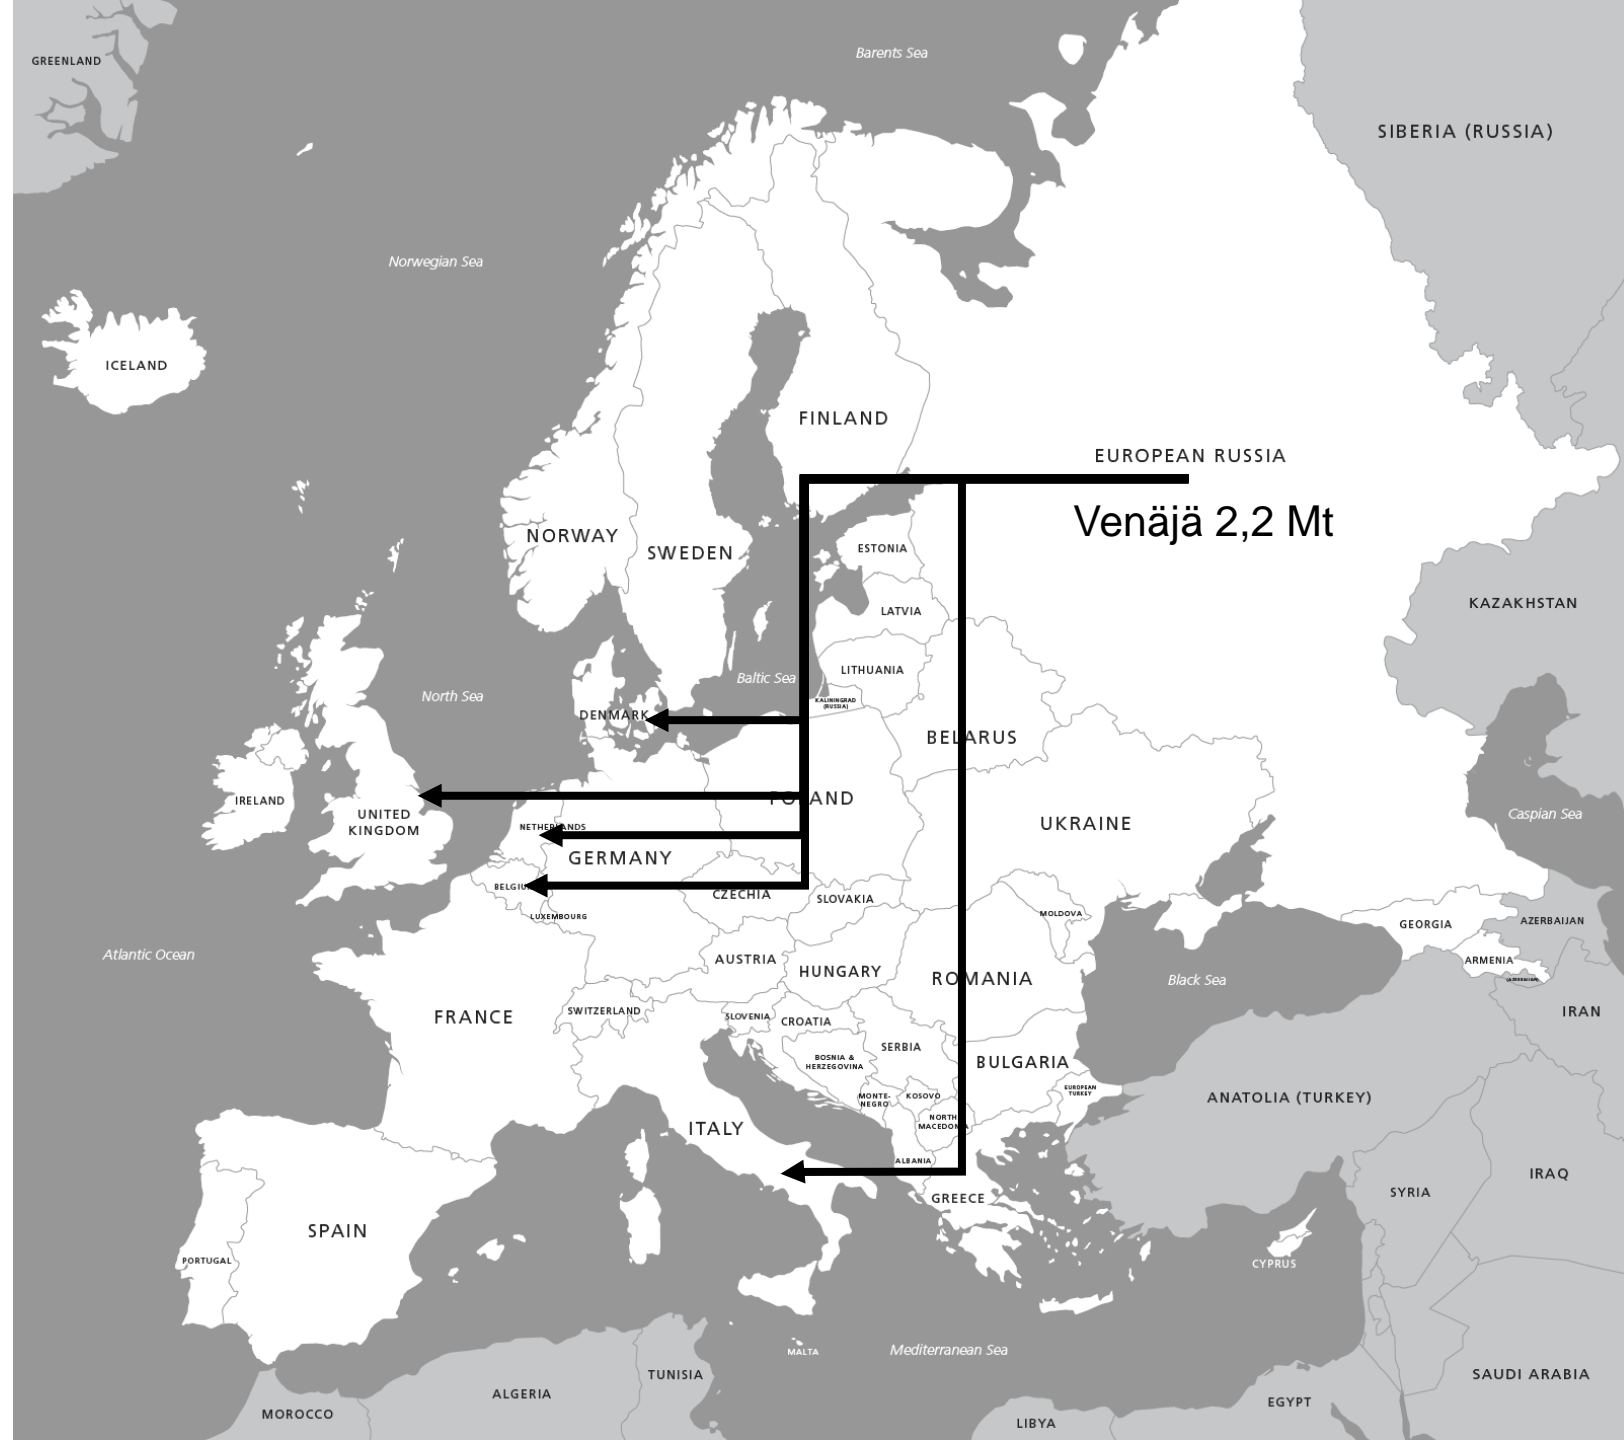 Barents Sea
GREENLAND
SIBERIA (RUSSIA)
Norwegian Sea
ICELAND
FINLAND
EUROPEAN RUSSIA
Venäjä 2,2 Mt
NORWAY
SWEDEN
ESTONIA
KAZAKHSTAN
LATVIA
LITHUANIA
Baltic Sea
North Sea
KALININGRAD
(RUSSIA)
DENMARK
BELARUS
IRELAND
POLAND
UNITED
KINGDOM
Caspian Sea
UKRAINE
NETHERLANDS
GERMANY
BELGIUM
CZECHIA
SLOVAKIA
LUXEMBOURG
MOLDOVA
GEORGIA
AZERBAIJAN
Atlantic Ocean
AUSTRIA
HUNGARY
ROMANIA
Black Sea
ARMENIA
(AZERBAIJAN)
SWITZERLAND
FRANCE
SLOVENIA
CROATIA
IRAN
SERBIA
BOSNIA &
HERZEGOVINA
BULGARIA
EUROPEAN
TURKEY
MONTE-
NEGRO
KOSOVO
ANATOLIA (TURKEY)
NORTH
MACEDONIA
ITALY
ALBANIA
IRAQ
SYRIA
GREECE
SPAIN
PORTUGAL
CYPRUS
MALTA
Mediterranean Sea
TUNISIA
SAUDI ARABIA
ALGERIA
EGYPT
MOROCCO
LIBYA